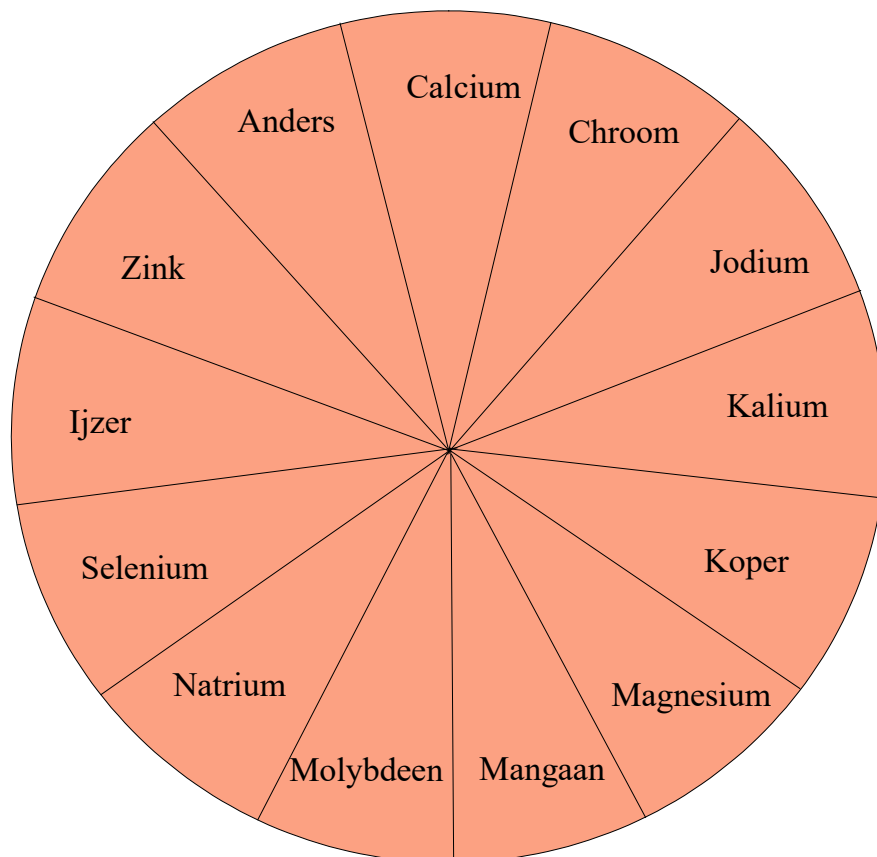 Calcium
Chroom
Jodium
Kalium
Koper
Magnesium
Mangaan
Molybdeen
Natrium
Selenium
Ijzer
Zink
Anders